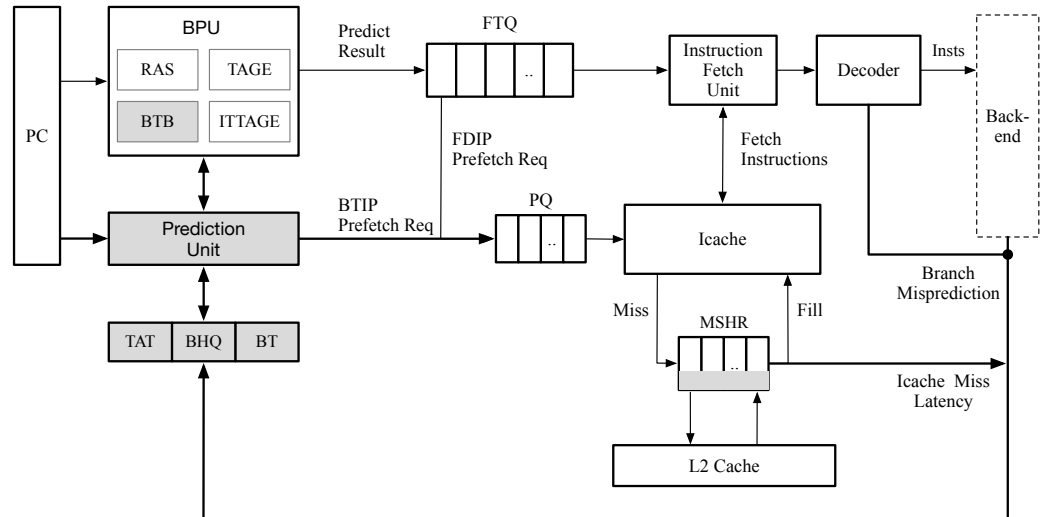 PC
BPU
RAS
TAGE
BTB
ITTAGE
Predict
Result
FTQ
..
Instruction
Fetch
Unit
Decoder
Insts
Back-
end
FDIP
Prefetch Req
Fetch
Instructions
Prediction
Unit
BTIP
Prefetch Req
PQ
..
Icache
Branch
Misprediction
TAT
BHQ
BT
Miss
MSHR
..
Fill
Icache Miss
Latency
L2 Cache